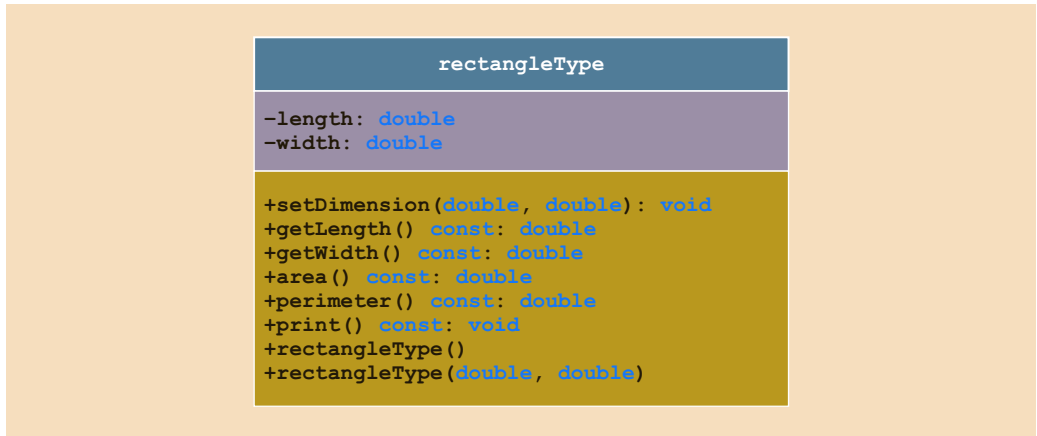 rectangleType
-length: double
-width: double
+setDimension(double, double): void
+getLength() const: double
+getWidth() const: double
+area() const: double
+perimeter() const: double
+print() const: void
+rectangleType()
+rectangleType(double, double)